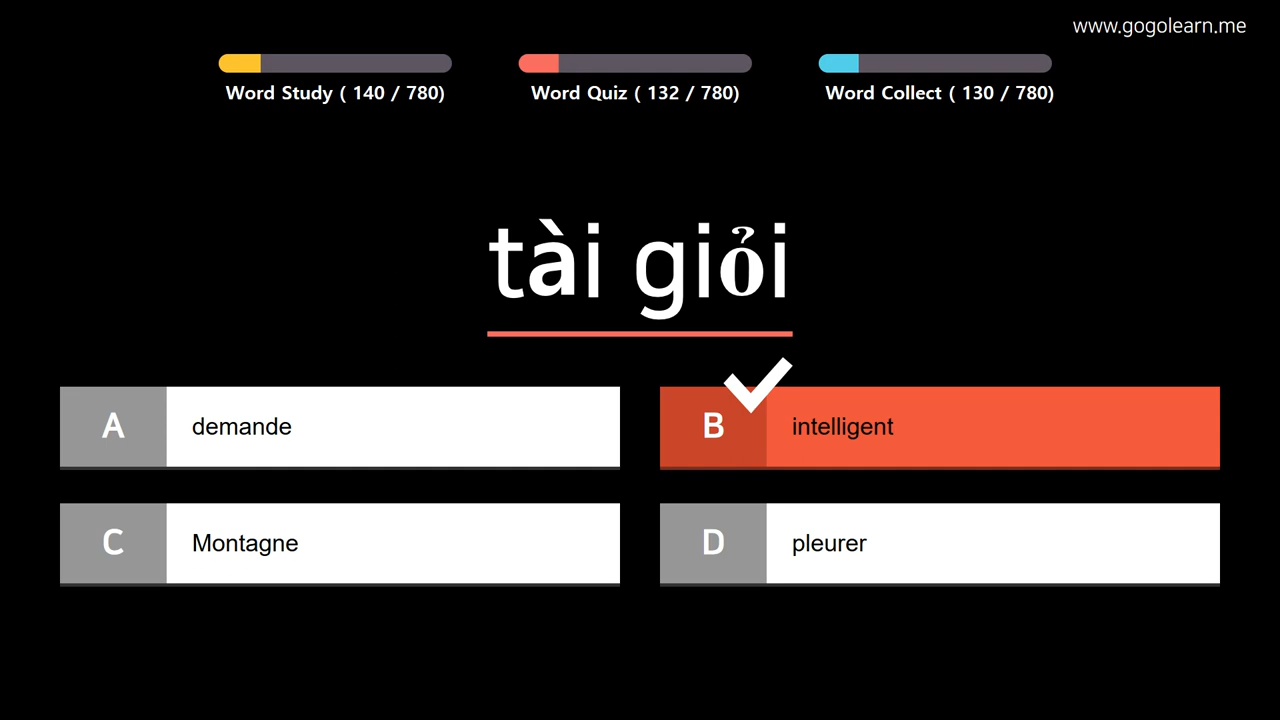 www.gogolearn.me
Word Study ( 140 / 780)
Word Quiz ( 132 / 780)
Word Collect ( 130 / 780)
tài giỏi
A demande
B intelligent
C Montagne
D pleurer